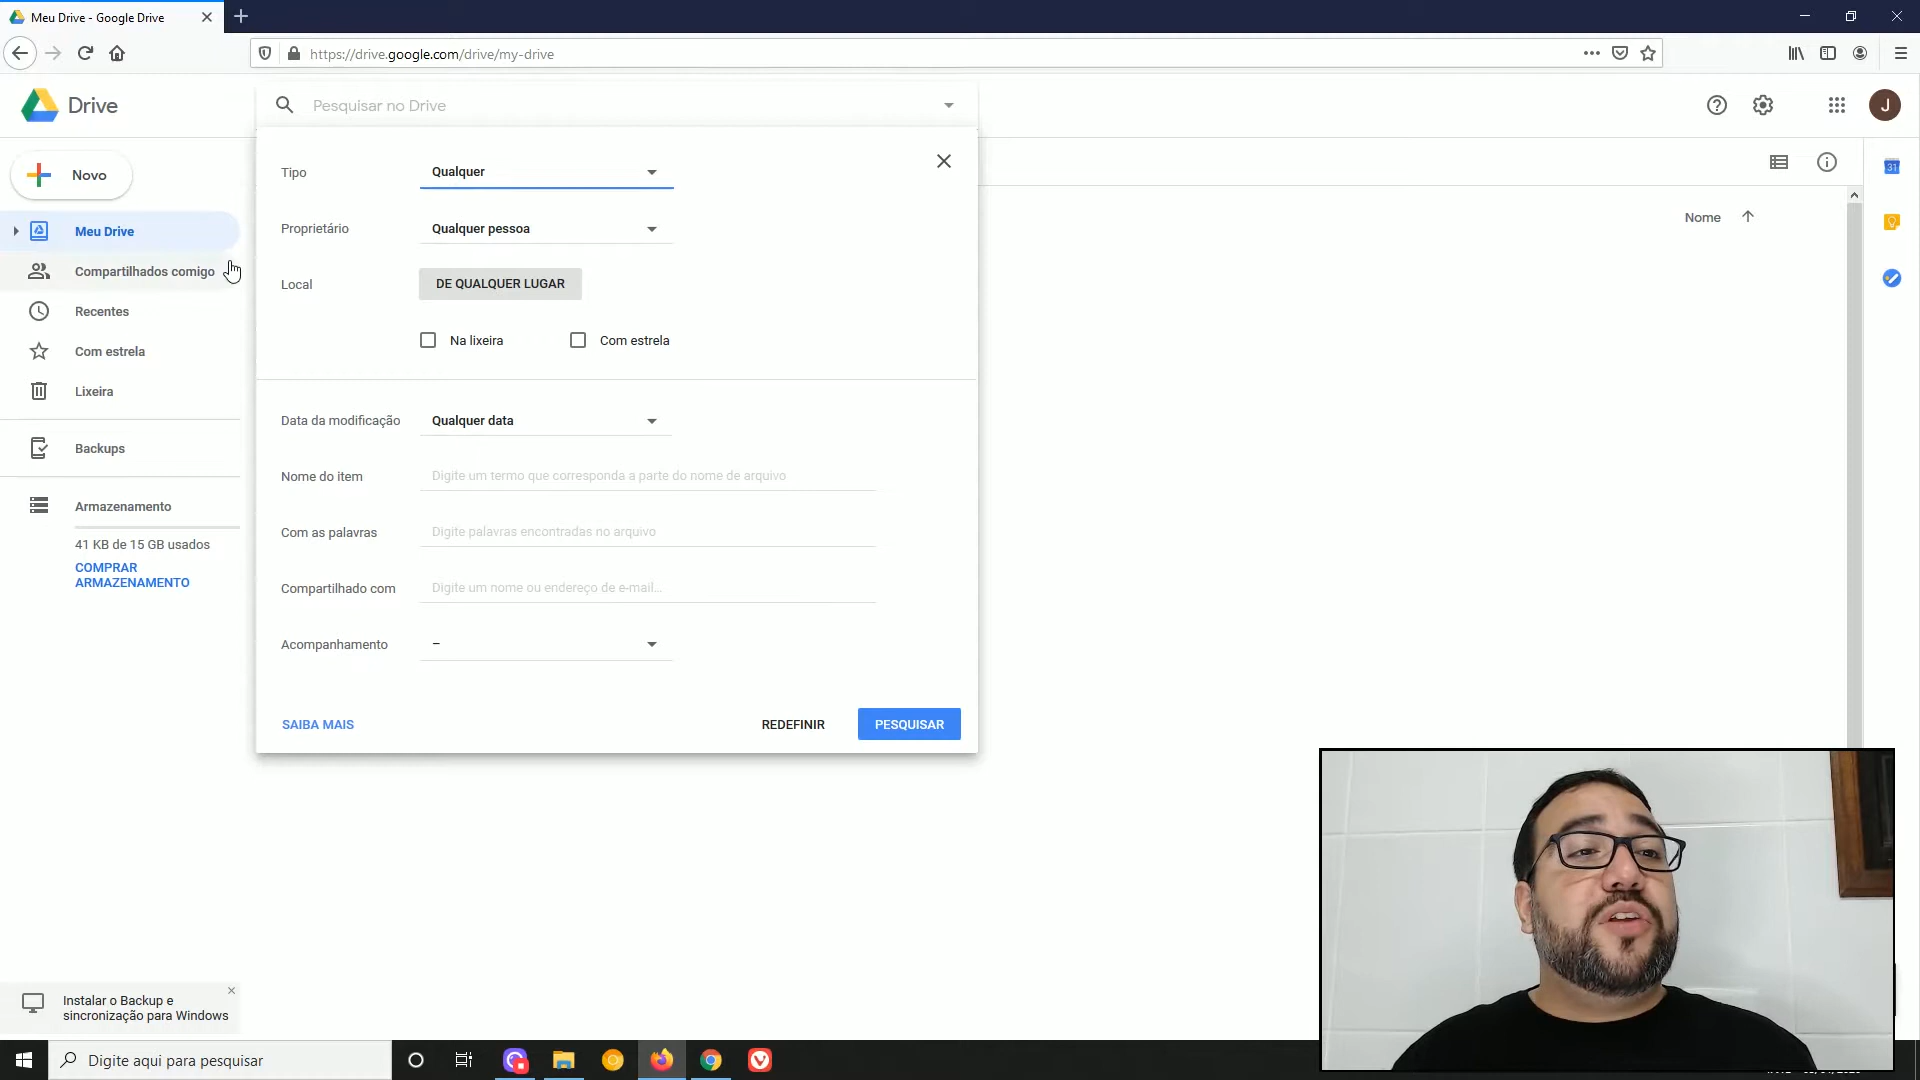 Meu Drive - Google Drive
https://drive.google.com/drive/my-drive
Drive
Pesquisar no Drive
J
Novo
Meu Drive
Compartilhados comigo
Recentes
Com estrela
Lixeira
Backups
Armazenamento
41 KB de 15 GB usados
COMPRAR
ARMAZENAMENTO
Tipo
Qualquer
Proprietário
Qualquer pessoa
Local
DE QUALQUER LUGAR
Na lixeira
Com estrela
Data da modificação
Qualquer data
Nome do item
Digite um termo que corresponda a parte do nome de arquivo
Com as palavras
Digite palavras encontradas no arquivo
Compartilhado com
Digite um nome ou endereço de e-mail...
Acompanhamento
–
SAIBA MAIS
REDEFINIR
PESQUISAR
Nome
31
Instalar o Backup e
sincronização para Windows
Digite aqui para pesquisar